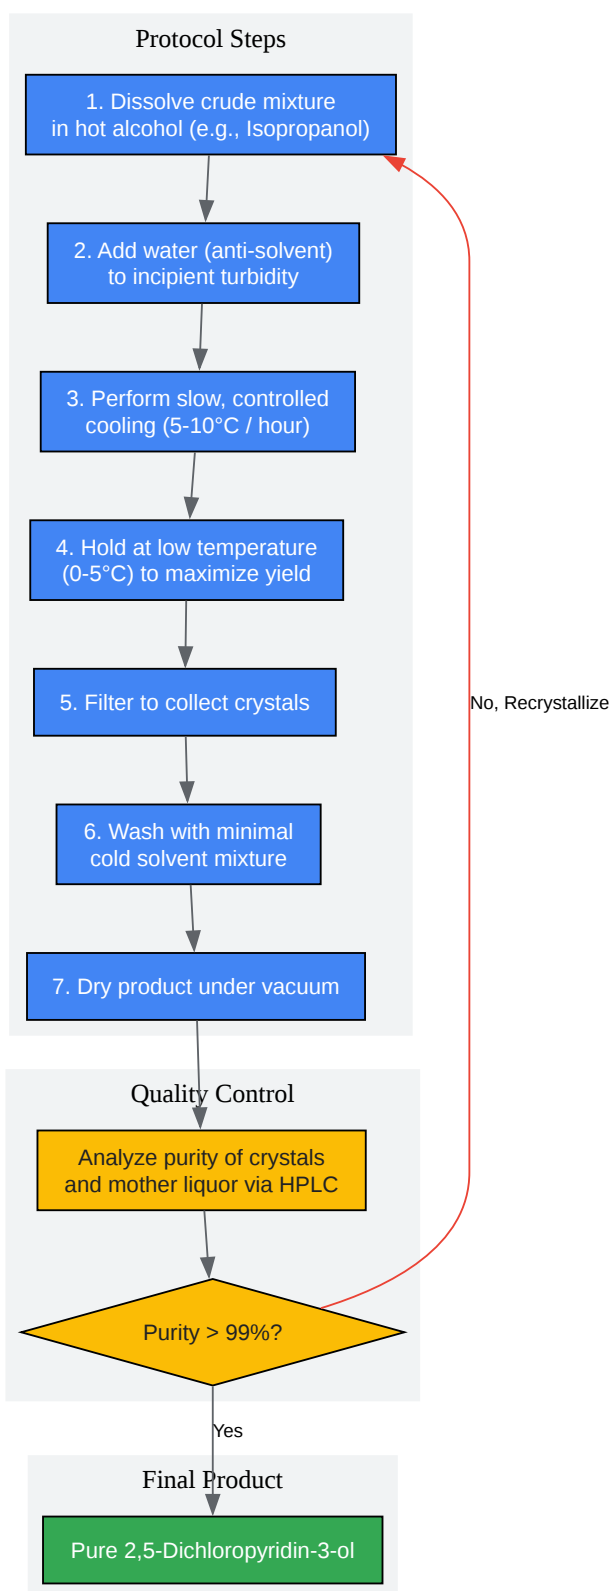 Protocol Steps
1. Dissolve crude mixture
in hot alcohol (e.g., Isopropanol)
2. Add water (anti-solvent)
to incipient turbidity
3. Perform slow, controlled
cooling (5-10°C / hour)
4. Hold at low temperature
(0-5°C) to maximize yield
5. Filter to collect crystals
No, Recrystallize
6. Wash with minimal
cold solvent mixture
7. Dry product under vacuum
Quality Control
Analyze purity of crystals
and mother liquor via HPLC
Purity > 99%?
Yes
Final Product
Pure 2,5-Dichloropyridin-3-ol